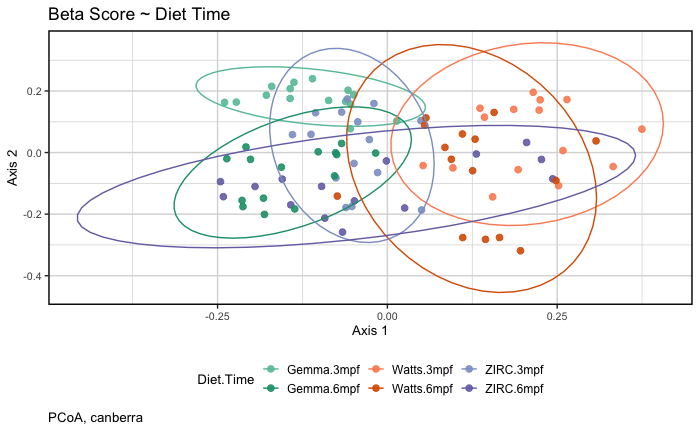 Beta Score ~ Diet Time
Axis 2
0.2
0.0
-0.2
-0.4
-0.25
0.00
0.25
Axis 1
Diet.Time
Gemma.3mpf
Watts.3mpf
ZIRC.3mpf
Gemma.6mpf
Watts.6mpf
ZIRC.6mpf
PCoA, canberra